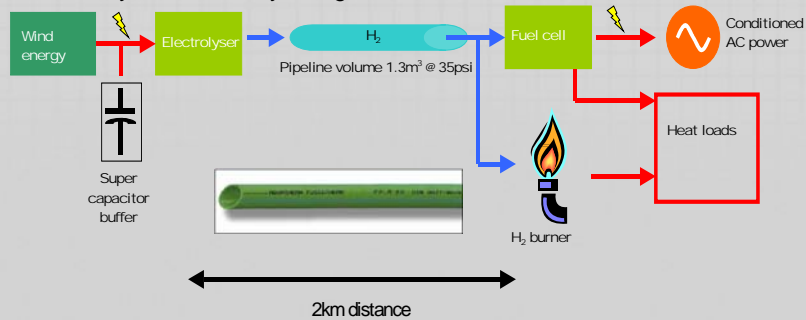 Wind
energy
Electrolyser
H₂
Pipeline volume 1.3m³ @ 35psi
Fuel cell
Conditioned
AC power
Heat loads
Super
capacitor
buffer
H₂ burner
2km distance